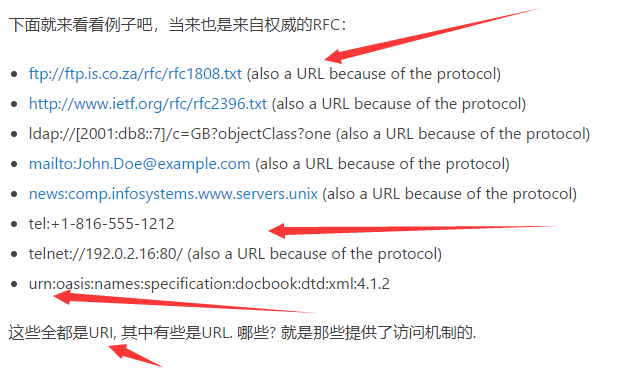 下面就来看看例子吧，当来也是来自权威的RFC：
ftp://ftp.is.co.za/rfc/rfc1808.txt (also a URL because of the protocol)
http://www.ietf.org/rfc/rfc2396.txt (also a URL because of the protocol)
ldap://[2001:db8::7]/c=GB?objectClass?one (also a URL because of the protocol)
mailto:John.Doe@example.com (also a URL because of the protocol)
news:comp.infosystems.www.servers.unix (also a URL because of the protocol)
tel:+1-816-555-1212
telnet://192.0.2.16:80/ (also a URL because of the protocol)
urn:oasis:names:specification:docbook:dtd:xml:4.1.2
这些全都是URI, 其中有些是URL. 哪些? 就是那些提供了访问机制的.